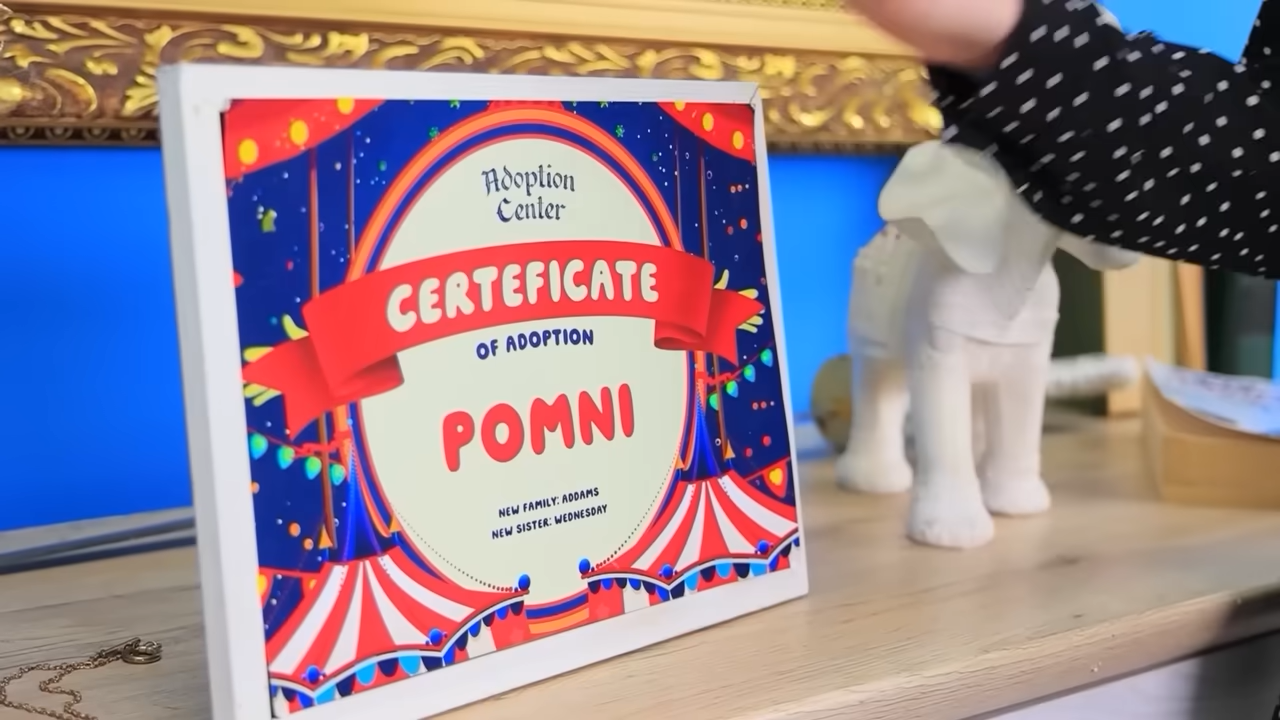 Adoption
Center
CERTEFICATE
OF ADOPTION
POMNI
NEW FAMILY: ADDAMS
NEW SISTER: WEDNESDAY